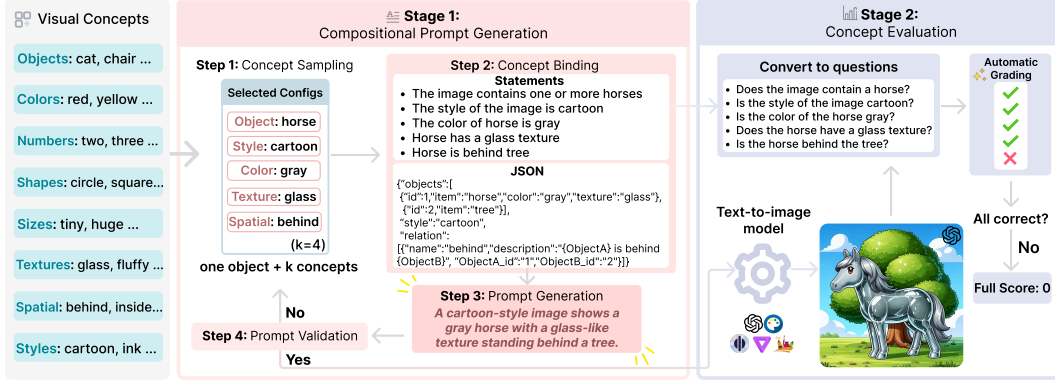 Visual Concepts
Objects: cat, chair ...
Colors: red, yellow ...
Numbers: two, three ...
Shapes: circle, square...
Sizes: tiny, huge ...
Textures: glass, fluffy ...
Spatial: behind, inside...
Styles: cartoon, ink ...
Stage 1:
Compositional Prompt Generation
Step 1: Concept Sampling
Selected Configs
Object: horse
Style: cartoon
Color: gray
Texture: glass
Spatial: behind
(k=4)
one object + k concepts
Step 2: Concept Binding
Statements
• The image contains one or more horses
• The style of the image is cartoon
• The color of horse is gray
• Horse has a glass texture
• Horse is behind tree
JSON
{"objects":[
{"id":1,"item":"horse","color":"gray","texture":"glass"},
{"id":2,"item":"tree"}],
"style":"cartoon",
"relation":
[{"name":"behind","description":"{ObjectA} is behind
{ObjectB}", "ObjectA_id":"1","ObjectB_id":"2"}]}
Step 3: Prompt Generation
A cartoon-style image shows a
gray horse with a glass-like
texture standing behind a tree.
Step 4: Prompt Validation
No
Yes
Stage 2:
Concept Evaluation
Convert to questions
• Does the image contain a horse?
• Is the style of the image cartoon?
• Is the color of the horse gray?
• Does the horse have a glass texture?
• Is the horse behind the tree?
Automatic
Grading
Text-to-image
model
All correct?
No
Full Score: 0